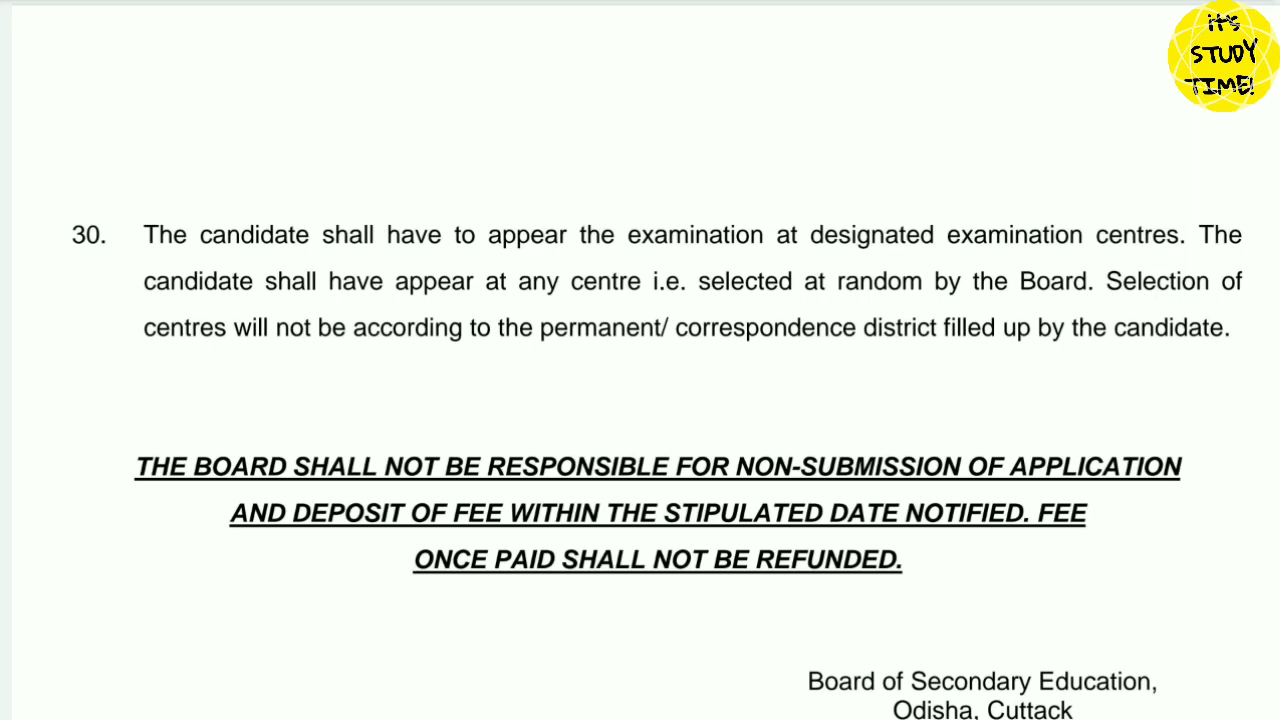 iT'S
STUDY
TIME!
30. The candidate shall have to appear the examination at designated examination centres. The
candidate shall have appear at any centre i.e. selected at random by the Board. Selection of
centres will not be according to the permanent/ correspondence district filled up by the candidate.
THE BOARD SHALL NOT BE RESPONSIBLE FOR NON-SUBMISSION OF APPLICATION
AND DEPOSIT OF FEE WITHIN THE STIPULATED DATE NOTIFIED. FEE
ONCE PAID SHALL NOT BE REFUNDED.
Board of Secondary Education,
Odisha, Cuttack